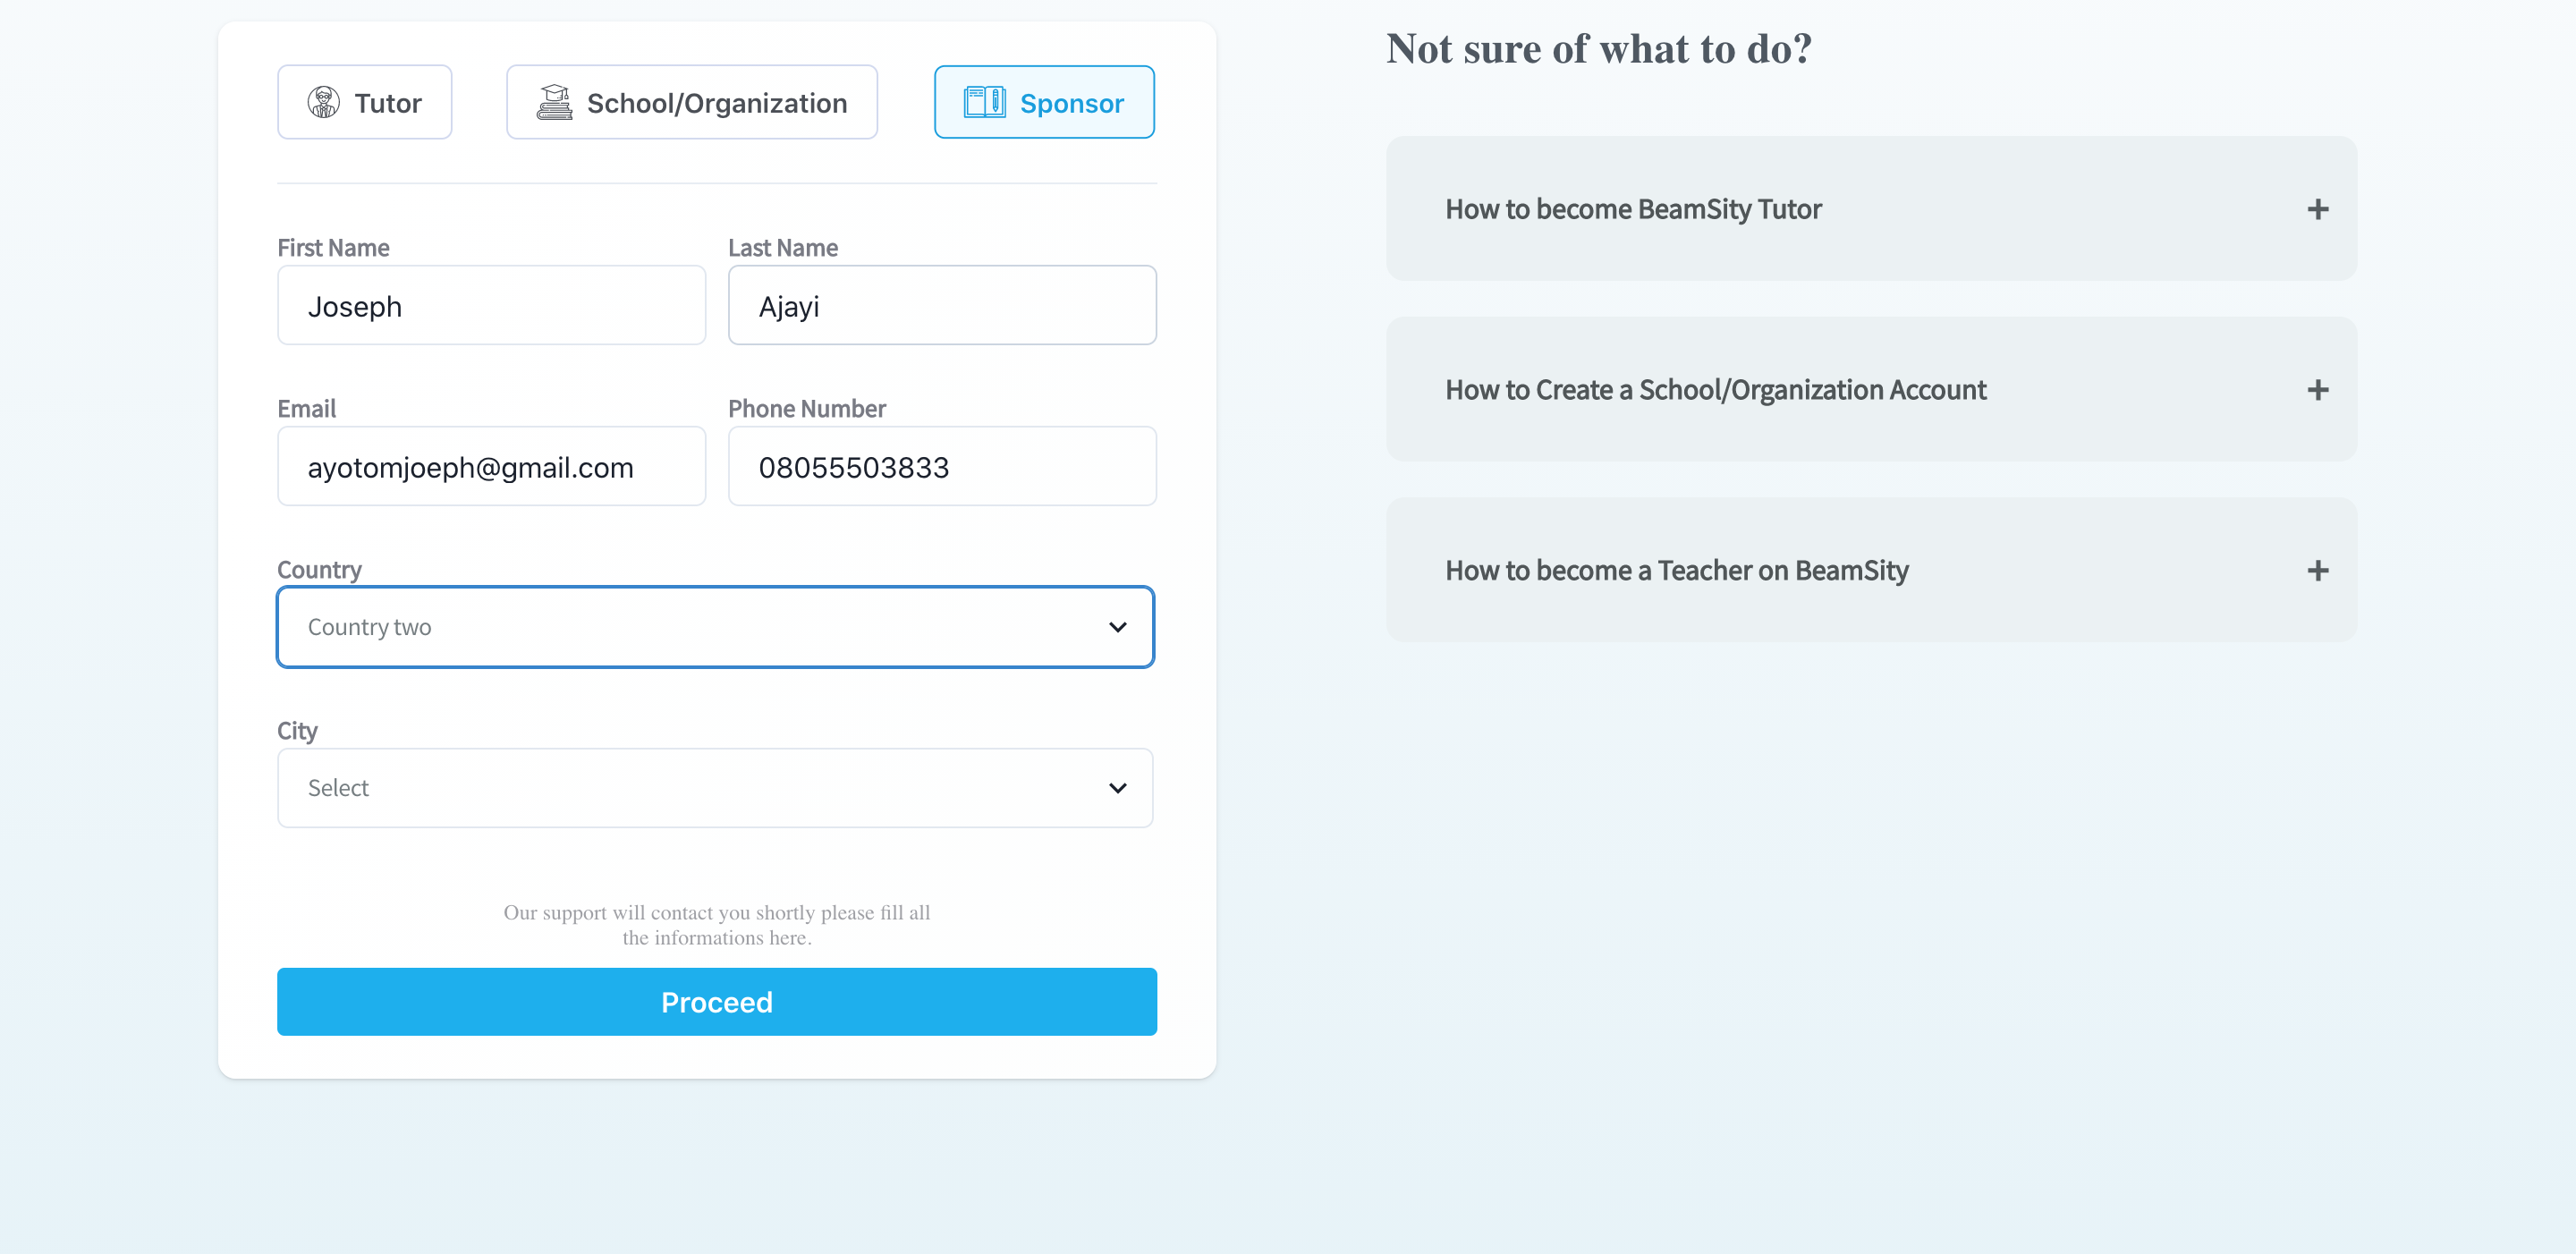 Tutor
School/Organization
Sponsor
First Name
Last Name
Joseph
Ajayi
Email
Phone Number
ayotomjoeph@gmail.com
08055503833
Country
Country two
City
Select
Our support will contact you shortly please fill all
the informations here.
Proceed
Not sure of what to do?
How to become BeamSity Tutor
+
How to Create a School/Organization Account
+
How to become a Teacher on BeamSity
+